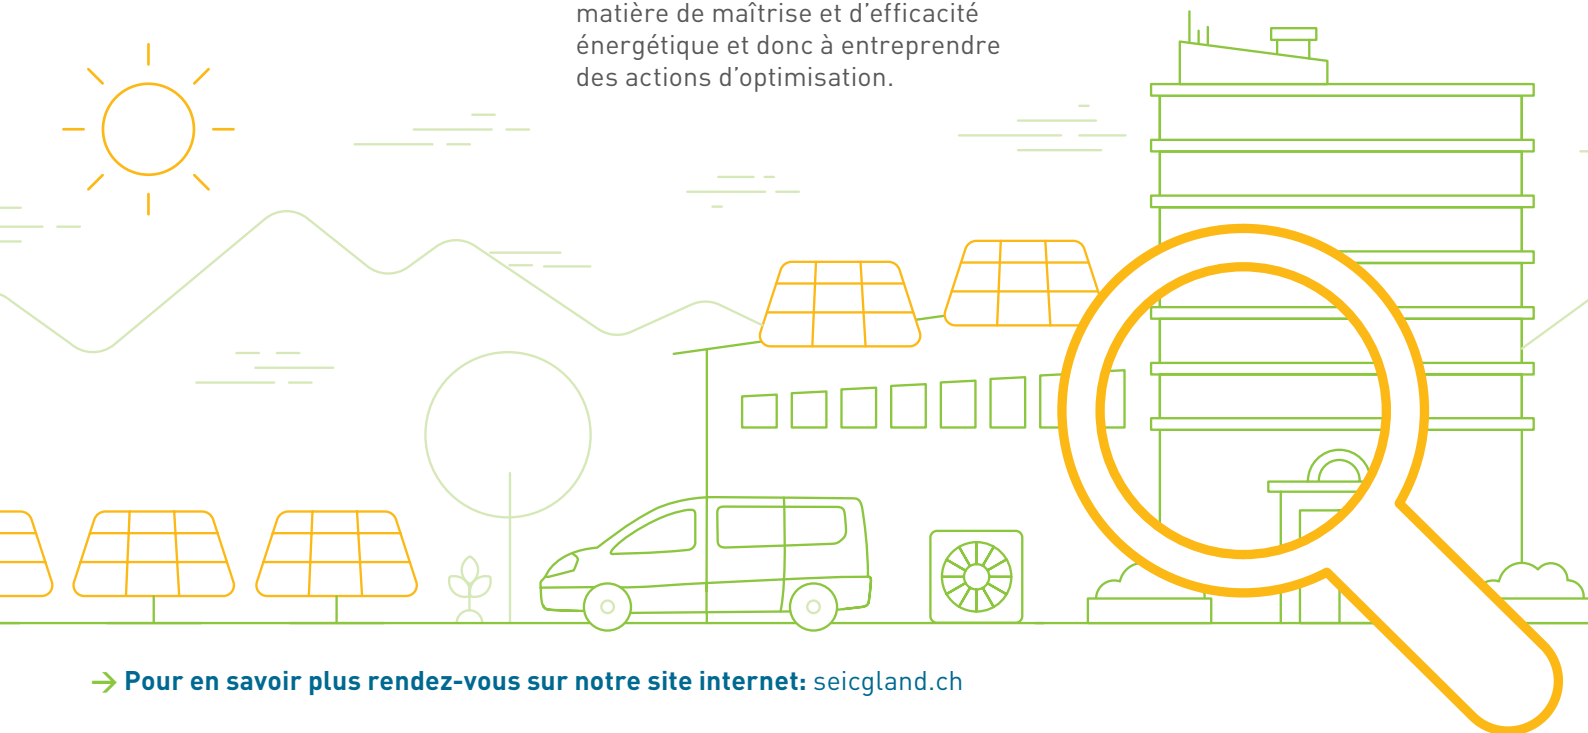 matière de maîtrise et d’efficacité
énergétique et donc à entreprendre
des actions d’optimisation.
→ Pour en savoir plus rendez-vous sur notre site internet: seicgland.ch